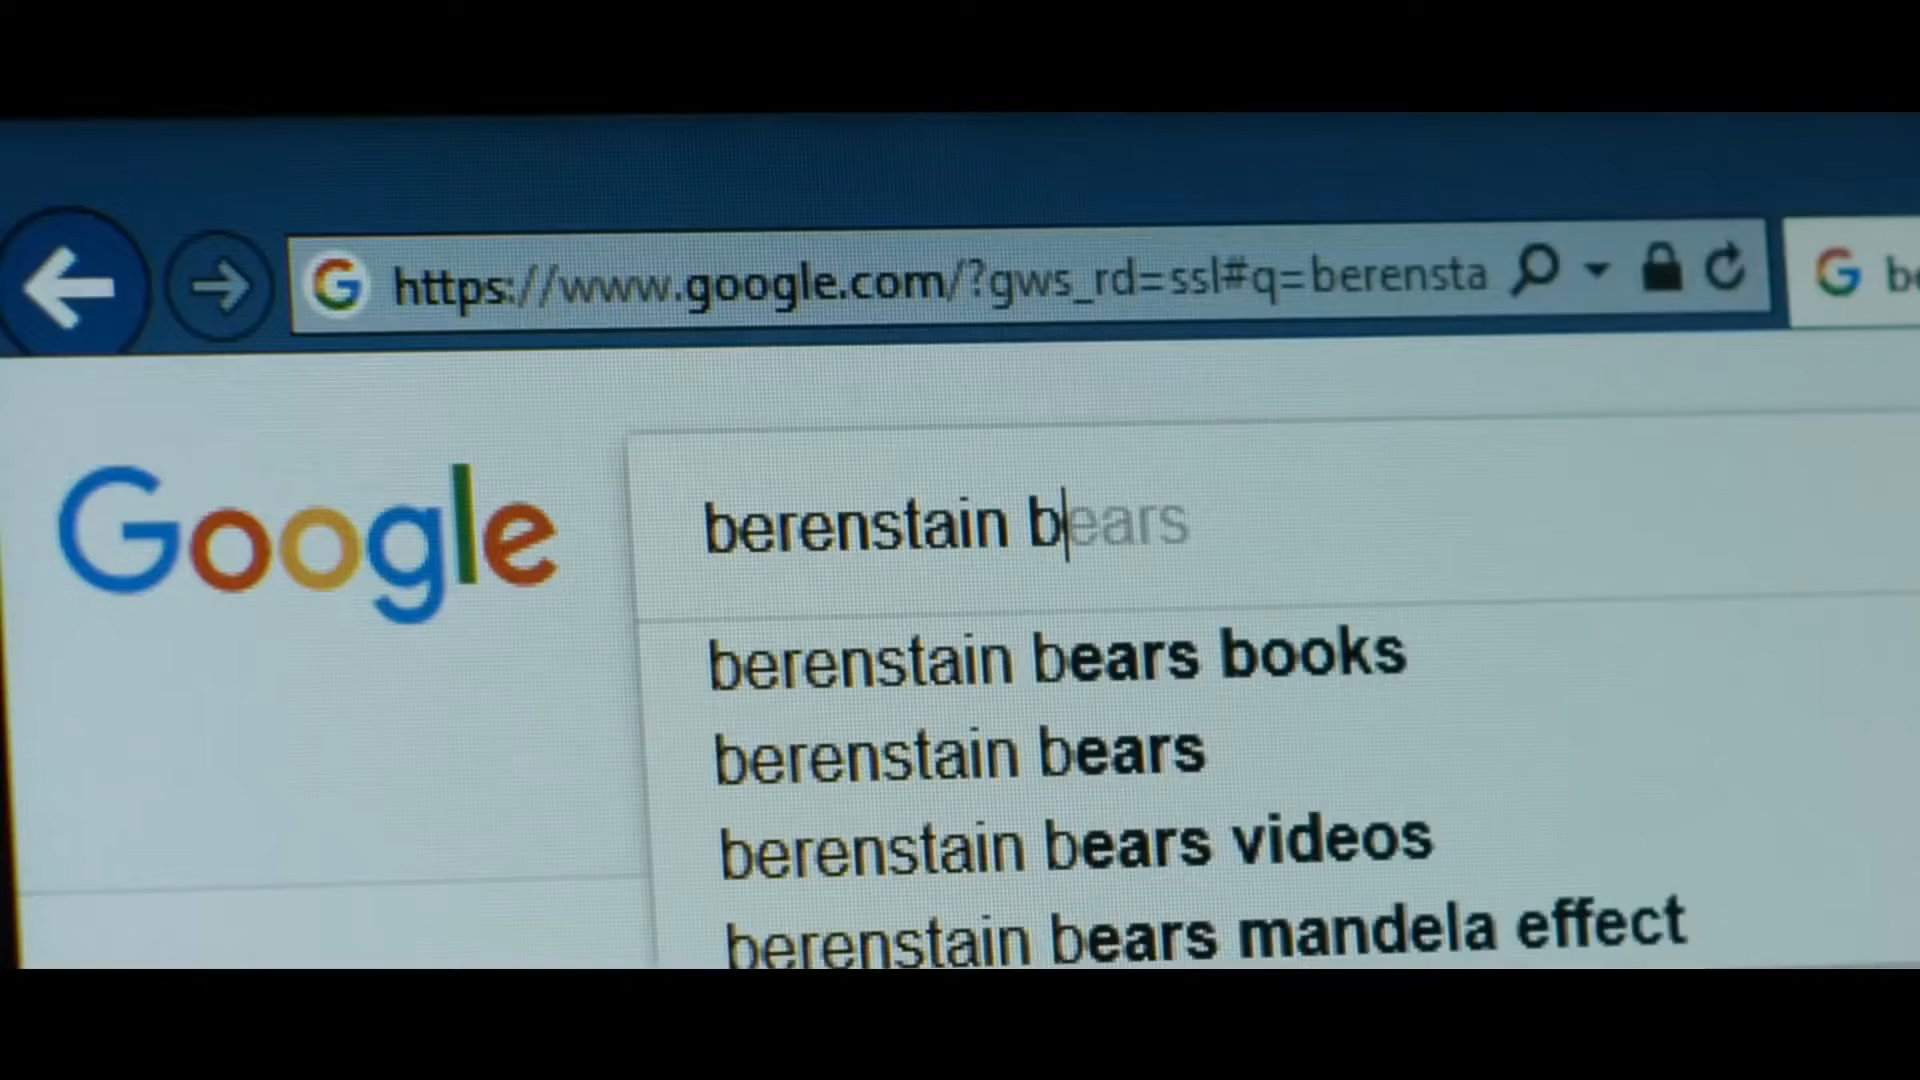 https://www.google.com/?gws_rd=ssl#q=berensta
be
Google
berenstain bears
berenstain bears books
berenstain bears
berenstain bears videos
berenstain bears mandela effect